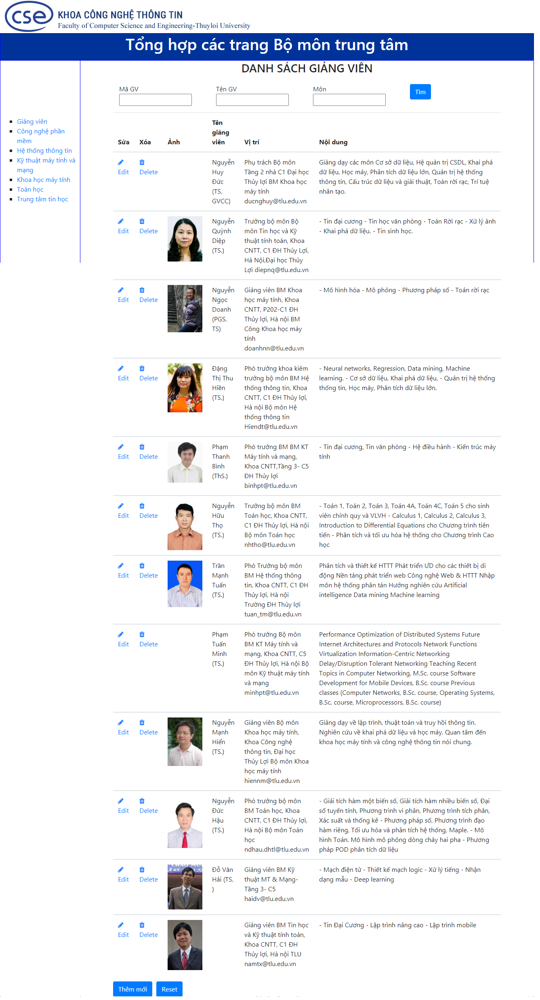 cse
KHOA CÔNG NGHỆ THÔNG TIN
Faculty of Computer Science and Engineering-Thuyloi University
Tổng hợp các trang Bộ môn trung tâm
Giảng viên
Công nghệ phần
mềm
Hệ thống thông tin
Kỹ thuật máy tính và
mạng
Khoa học máy tính
Toán học
Trung tâm tin học
DANH SÁCH GIẢNG VIÊN
Mã GV Tên GV Môn Tìm
Sửa Xóa Ảnh Tên
giảng
viên Vị trí Nội dung
Edit Delete
Nguyễn
Huy
Đức
(TS.
GVCC)
Phụ trách Bộ môn
Tầng 2 nhà C1 Đại học
Thủy lợi BM Khoa học
máy tính
ducnghuy@tlu.edu.vn
Giảng dạy các môn Cơ sở dữ liệu, Hệ quản trị CSDL, Khai phá
dữ liệu, Học máy, Phân tích dữ liệu lớn, Quản trị hệ thống
thông tin, Cấu trúc dữ liệu và giải thuật, Toán rời rạc, Trí tuệ
nhân tạo.
Edit Delete
Nguyễn
Quỳnh
Diệp
(TS.)
Trưởng bộ môn Bộ
môn Tin học và Kỹ
thuật tính toán, Khoa
CNTT, C1 ĐH Thủy Lợi,
Hà Nội,Đại học Thủy
Lợi diepnq@tlu.edu.vn
- Tin đại cương - Tin học văn phòng - Toán Rời rạc - Xử lý ảnh
- Khai phá dữ liệu. - Tin sinh học.
Edit Delete
Nguyễn
Ngọc
Doanh
(PGS.
TS)
Giảng viên BM Khoa
học máy tính, Khoa
CNTT, P202-C1 ĐH
Thủy lợi, Hà nội BM
Công Khoa học máy
tính
doanhnn@tlu.edu.vn
- Mô hình hóa - Mô phỏng - Phương pháp số - Toán rời rạc
Edit Delete
Đặng
Thị Thu
Hiền
(TS.)
Phó trưởng khoa kiêm
trưởng bộ môn BM Hệ
thống thông tin, Khoa
CNTT, C1 ĐH Thủy lợi,
Hà nội Bộ môn Hệ
thống thông tin
Hiendt@tlu.edu.vn
- Neural networks, Regression, Data mining, Machine
learning. - Cơ sở dữ liệu, Khai phá dữ liệu, - Quản trị hệ thống
thống tin, Học máy, Phân tích dữ liệu lớn.
Edit Delete
Phạm
Thanh
Bình
(ThS.)
Phó trưởng BM BM KT
Máy tính và mạng,
Khoa CNTT,Tầng 3- C5
ĐH Thủy lợi
binhpt@tlu.edu.vn
- Tin đại cương, Tin văn phòng - Hệ điều hành - Kiến trúc máy
tính
Edit Delete
Nguyễn
Hữu
Thọ
(TS.)
Trưởng bộ môn BM
Toán học, Khoa CNTT,
C1 ĐH Thủy lợi, Hà nội
Bộ môn Toán học
nhtho@tlu.edu.vn
- Toán 1, Toán 2, Toán 3, Toán 4A, Toán 4C, Toán 5 cho sinh
viên chính quy và VLVH - Calculus 1, Calculus 2, Calculus 3,
Introduction to Differential Equations cho Chương trình tiên
tiến - Phân tích và tối ưu hóa hệ thống cho Chương trình Cao
học
Edit Delete
Trần
Mạnh
Tuấn
(TS.)
Phó Trưởng bộ môn
BM Hệ thống thông
tin, Khoa CNTT, C1 ĐH
Thủy lợi, Hà nội
Trường ĐH Thủy lợi
tuan_tm@tlu.edu.vn
Phân tích và thiết kế HTTT Phát triển ƯD cho các thiết bị di
động Nền tảng phát triển web Công nghệ Web & HTTT Nhập
môn hệ thống phân tán Hướng nghiên cứu Artificial
intelligence Data mining Machine learning
Edit Delete
Phạm
Tuấn
Minh
(TS.)
Phó trưởng Bộ môn
BM KT Máy tính và
mạng, Khoa CNTT, C5
ĐH Thủy lợi, Hà nội Bộ
môn Kỹ thuật máy tính
và mạng
minhpt@tlu.edu.vn
Performance Optimization of Distributed Systems Future
Internet Architectures and Protocols Network Functions
Virtualization Information-Centric Networking
Delay/Disruption Tolerant Networking Teaching Recent
Topics in Computer Networking, M.Sc. course Software
Development for Mobile Devices, B.Sc. course Previous
classes (Computer Networks, B.Sc. course, Operating Systems,
B.Sc. course, Microprocessors, B.Sc. course)
Edit Delete
Nguyễn
Mạnh
Hiển
(TS.)
Giảng viên Bộ môn
Khoa học máy tính,
Khoa Công nghệ
thông tin, Đại học
Thủy Lợi Bộ môn Khoa
học máy tính
hiennm@tlu.edu.vn
Giảng dạy về lập trình, thuật toán và truy hồi thông tin.
Nghiên cứu về khai phá dữ liệu và học máy. Quan tâm đến
khoa học máy tính và công nghệ thông tin nói chung.
Edit Delete
Nguyễn
Đức
Hậu
(TS.)
Phó trưởng bộ môn
BM Toán học, Khoa
CNTT, C1 ĐH Thủy lợi,
Hà nội Bộ môn Toán
học
ndhau.dhtl@tlu.edu.vn
- Giải tích hàm một biến số, Giải tích hàm nhiều biến số, Đại
số tuyến tính, Phương trình vi phân, Phương trình tích phân,
Xác suất và thống kê - Phương pháp số, Phương trình đạo
hàm riêng, Tối ưu hóa và phân tích hệ thống, Maple. - Mô
hình Toán. Mô hình mô phỏng dòng chảy hai pha - Phương
pháp POD phân tích dữ liệu
Edit Delete
Đỗ Văn
Hải (TS.
)
Giảng viên BM Kỹ
thuật MT & Mạng-
Tầng 3- C5
haidv@tlu.edu.vn
- Mạch điện tử - Thiết kế mạch logic - Xử lý tiếng - Nhận
dạng mẫu - Deep learning
Edit Delete
Giảng viên BM Tin học
và Kỹ thuật tính toán,
Khoa CNTT, C1 ĐH
Thủy lợi, Hà nội TLU
namtx@tlu.edu.vn
- Tin Đại Cương - Lập trình nâng cao - Lập trình mobile
Thêm mới Reset